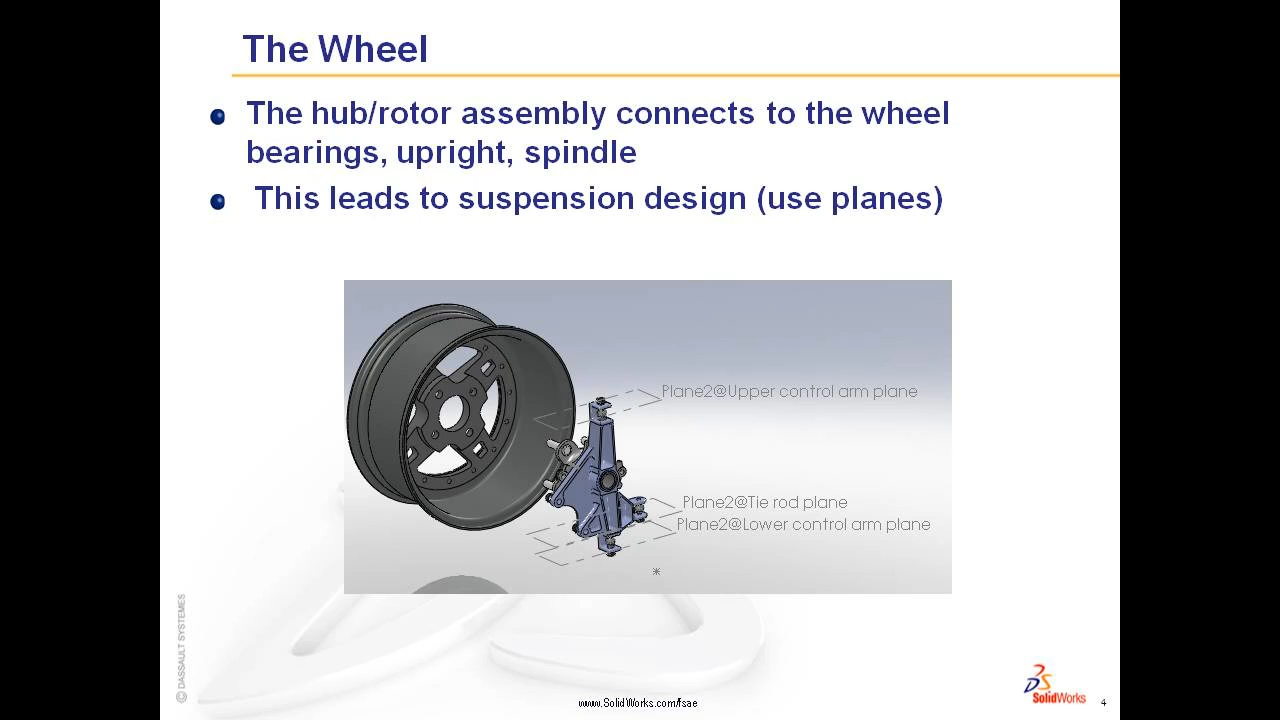 The Wheel
The hub/rotor assembly connects to the wheel
bearings, upright, spindle
This leads to suspension design (use planes)
Plane2@Upper control arm plane
Plane2@Tie rod plane
Plane2@Lower control arm plane
© DASSAULT SYSTEMES
www.SolidWorks.com/fsae
DS
SolidWorks
4